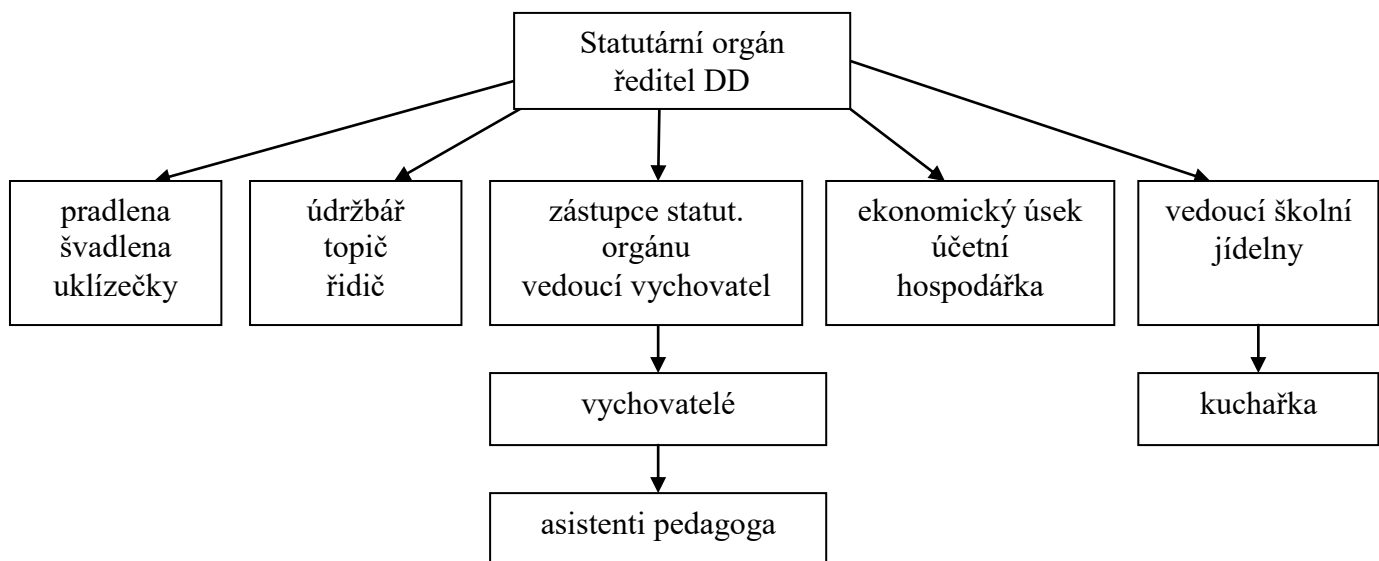 Statutární orgán
ředitel DD
pradlena
švadlena
uklízečky
údržbář
topič
řidič
zástupce statut.
orgánu
vedoucí vychovatel
ekonomický úsek
účetní
hospodářka
vedoucí školní
jídelny
vychovatelé
kuchařka
asistenti pedagoga